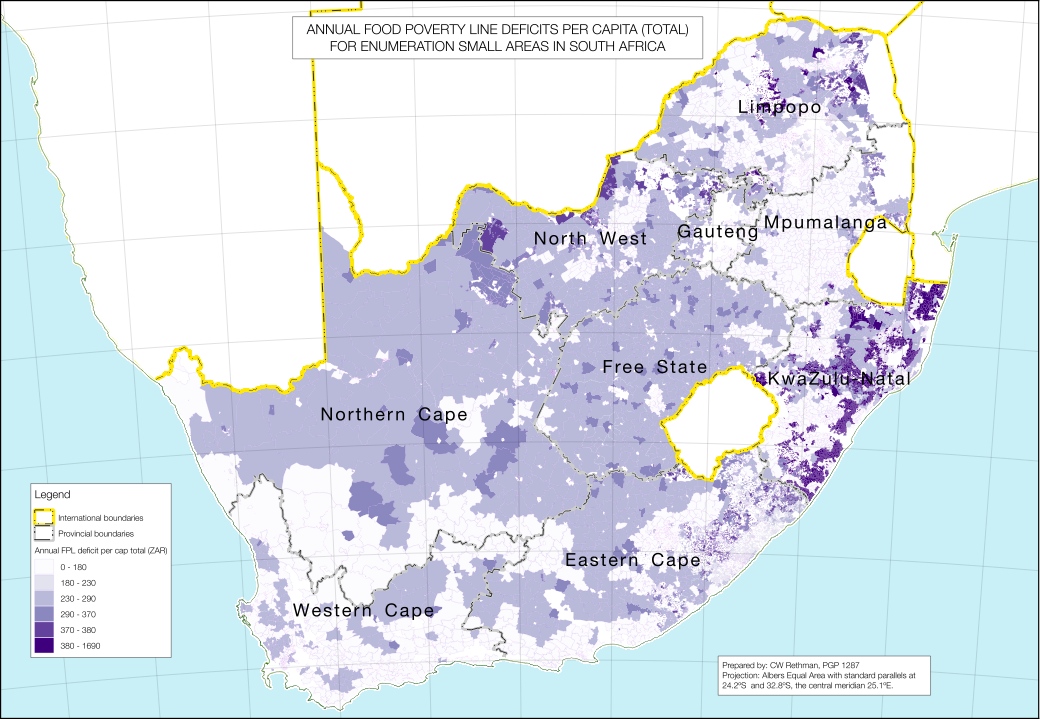 ANNUAL FOOD POVERTY LINE DEFICITS PER CAPITA (TOTAL)
FOR ENUMERATION SMALL AREAS IN SOUTH AFRICA
Limpopo
Mpumalanga
Gauteng
North West
Free State
KwaZulu-Natal
Northern Cape
Eastern Cape
Western Cape
Legend
International boundaries
Provincial boundaries
Annual FPL deficit per cap total (ZAR)
0 - 180
180 - 230
230 - 290
290 - 370
370 - 380
380 - 1690
Prepared by: CW Rethman, PGP 1287
Projection: Albers Equal Area with standard parallels at
24.2ºS and 32.8ºS, the central meridian 25.1ºE.